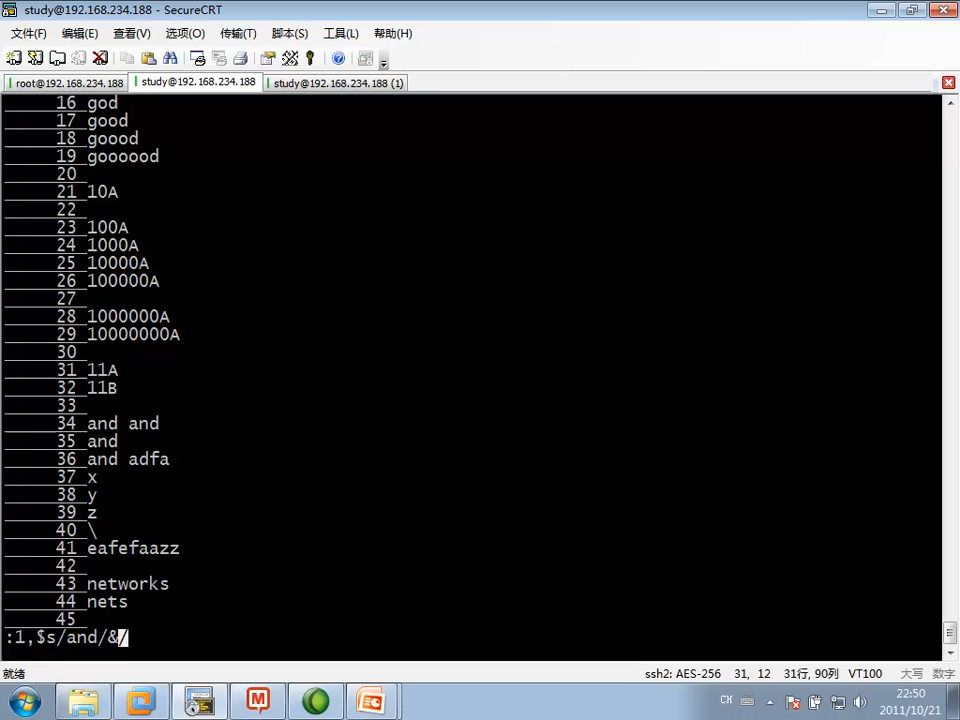 study@192.168.234.188 - SecureCRT
文件(F) 编辑(E) 查看(V) 选项(O) 传输(T) 脚本(S) 工具(L) 帮助(H)
root@192.168.234.188 study@192.168.234.188 study@192.168.234.188 (1)
16 god
17 good
18 goood
19 goooood
20
21 10A
22
23 100A
24 1000A
25 10000A
26 100000A
27
28 1000000A
29 10000000A
30
31 11A
32 11B
33
34 and and
35 and
36 and adfa
37 x
38 y
39 z
40 \
41 eafefaazz
42
43 networks
44 nets
45
:1,$s/and/&/
就绪 ssh2: AES-256 31, 12 31行, 90列 VT100 大写 数字
CH 22:50
2011/10/21